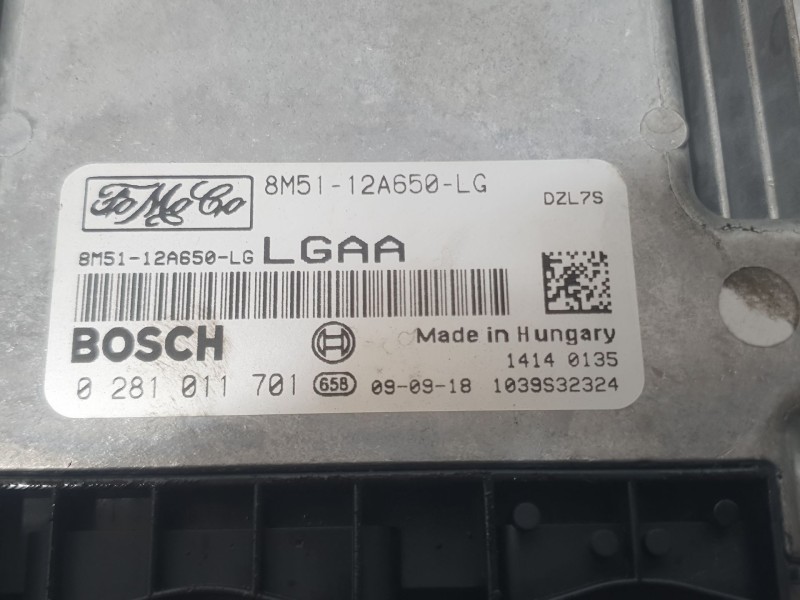 FoMoCo 8M51-12A650-LG DZL7S
8M51-12A650-LG LGAA
BOSCH Made in Hungary
1414 0135
0 281 011 701 658 09-09-18 1039S32324